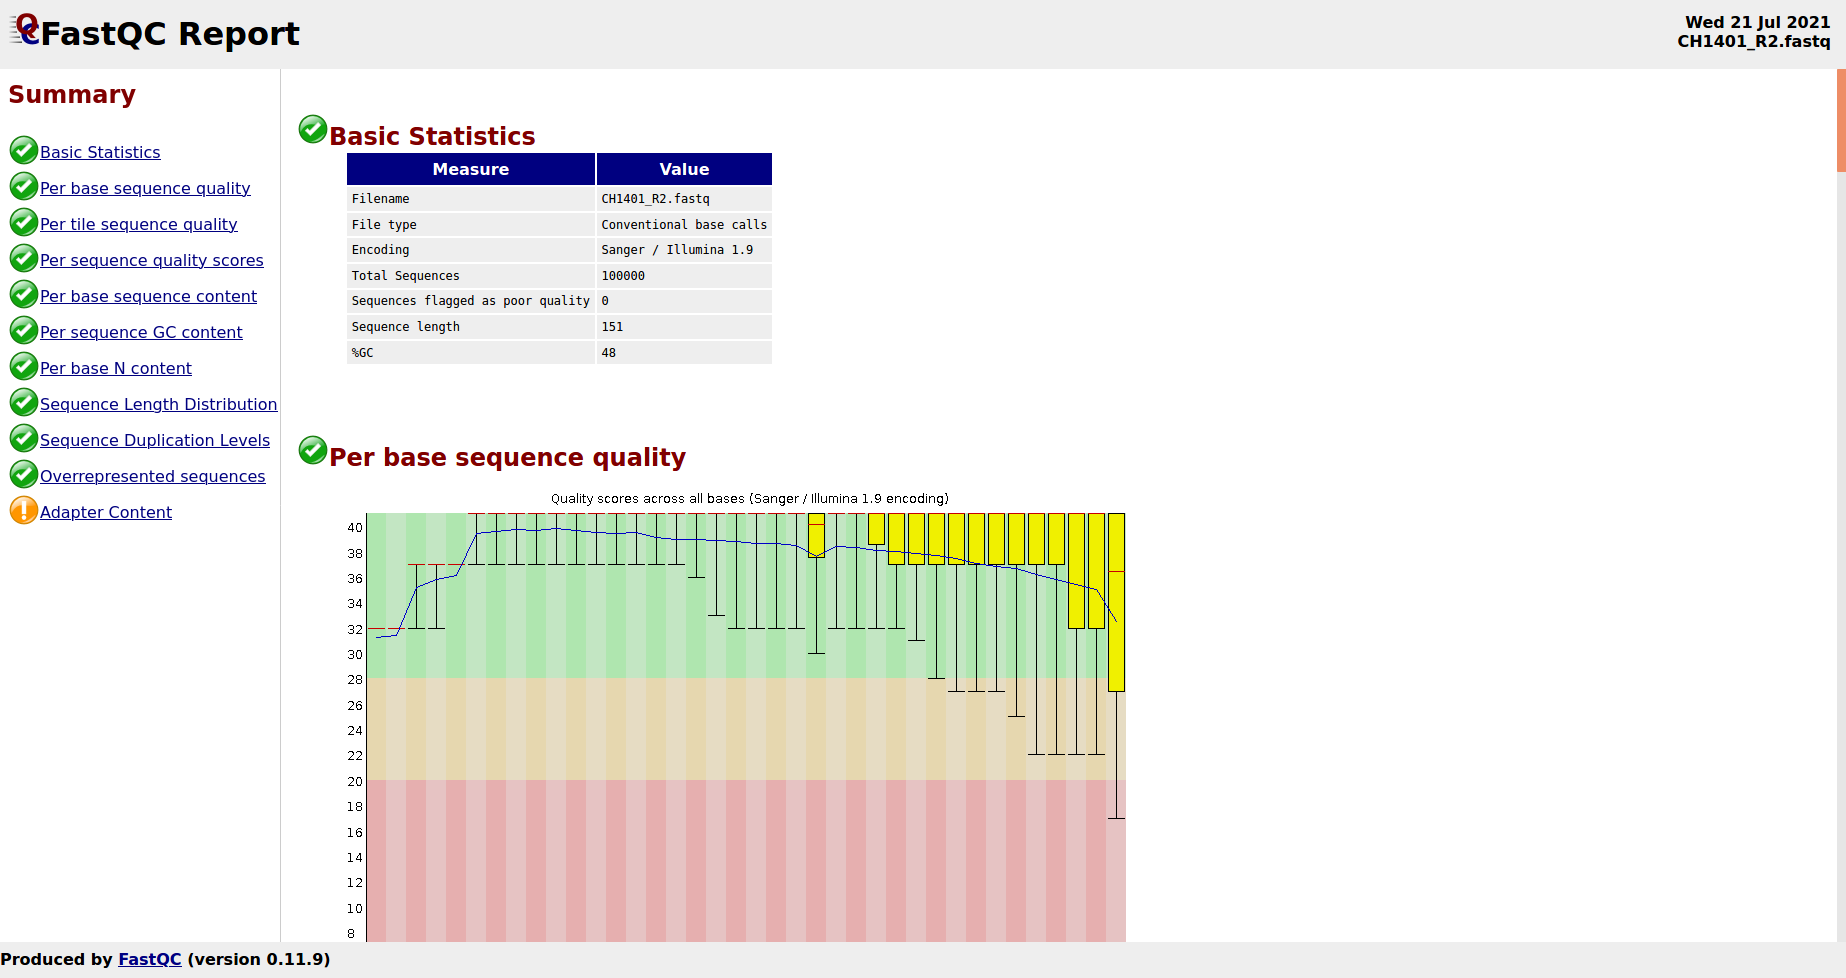 FastQC Report
Wed 21 Jul 2021
CH1401_R2.fastq
Summary
Basic Statistics
Per base sequence quality
Per tile sequence quality
Per sequence quality scores
Per base sequence content
Per sequence GC content
Per base N content
Sequence Length Distribution
Sequence Duplication Levels
Overrepresented sequences
Adapter Content
Basic Statistics
Measure Value
Filename CH1401_R2.fastq
File type Conventional base calls
Encoding Sanger / Illumina 1.9
Total Sequences 100000
Sequences flagged as poor quality 0
Sequence length 151
%GC 48
Per base sequence quality
Quality scores across all bases (Sanger / Illumina 1.9 encoding)
40
38
36
34
32
30
28
26
24
22
20
18
16
14
12
10
8
Produced by FastQC (version 0.11.9)